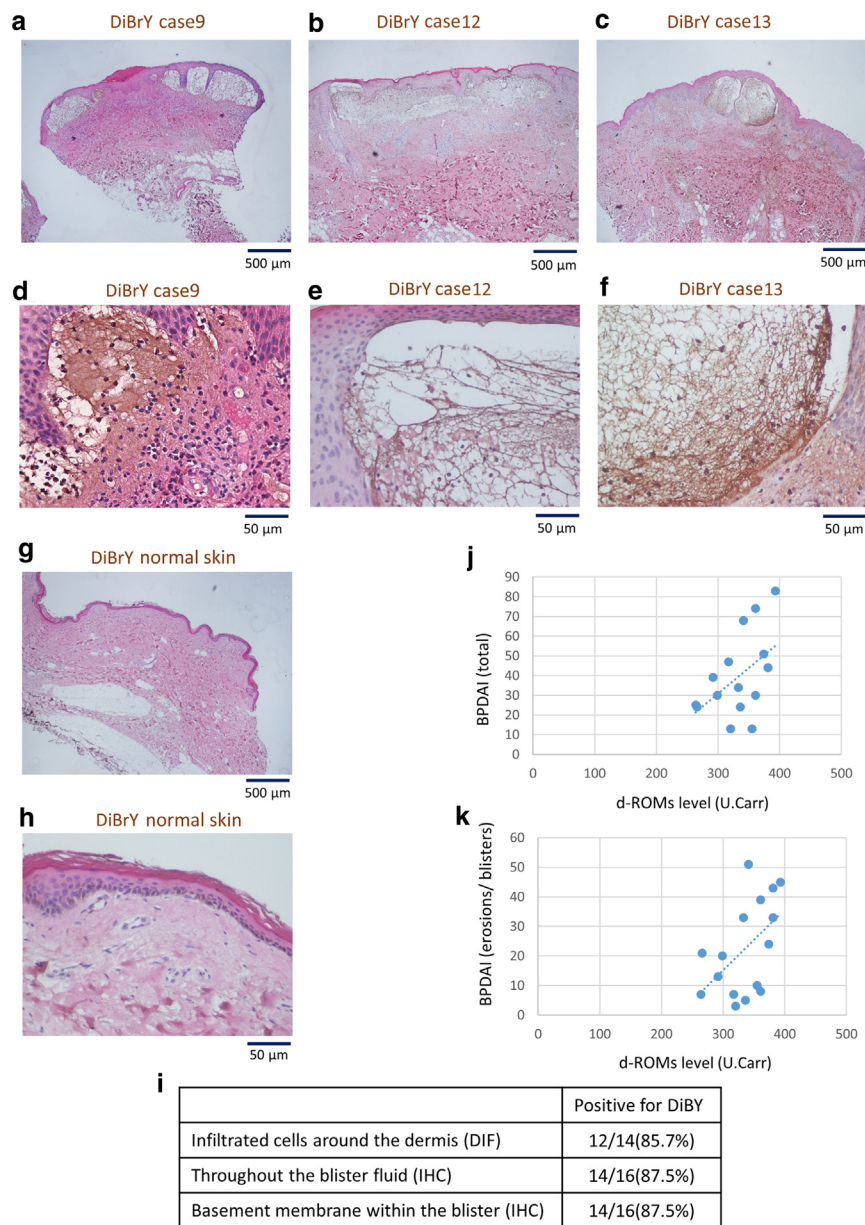 a
DiBrY case9
500 µm
b
DiBrY case12
500 µm
c
DiBrY case13
500 µm
d
DiBrY case9
50 µm
e
DiBrY case12
50 µm
f
DiBrY case13
50 µm
g
DiBrY normal skin
500 µm
h
DiBrY normal skin
50 µm
j
BPDAI (total)
90
80
70
60
50
40
30
20
10
0
0 100 200 300 400 500
d-ROMs level (U.Carr)
k
BPDAI (erosions/ blisters)
60
50
40
30
20
10
0
0 100 200 300 400 500
d-ROMs level (U.Carr)
i
Positive for DiBY
Infiltrated cells around the dermis (DIF) 12/14(85.7%)
Throughout the blister fluid (IHC) 14/16(87.5%)
Basement membrane within the blister (IHC) 14/16(87.5%)